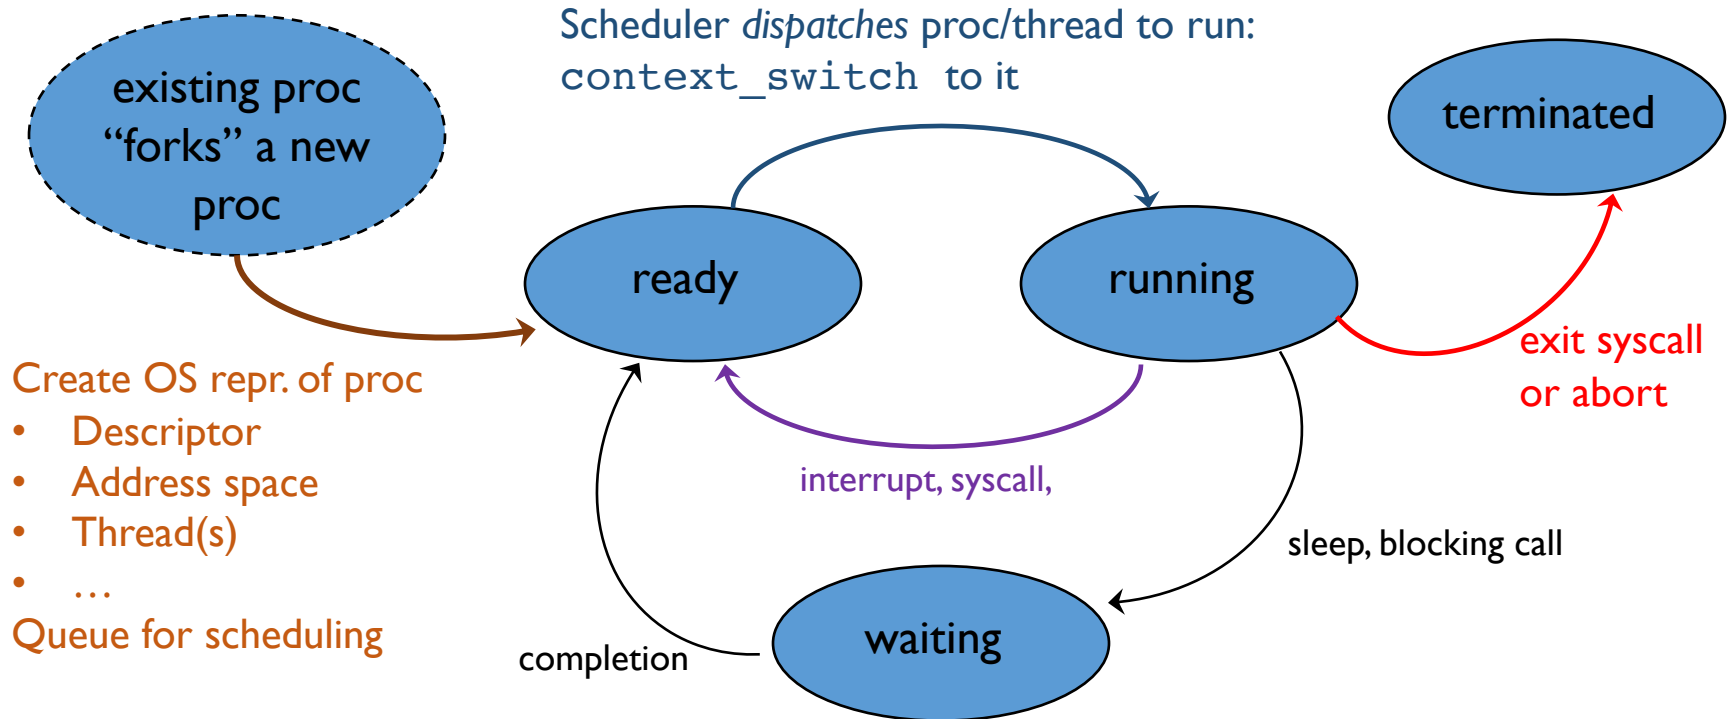 Scheduler dispatches proc/thread to run:
context_switch to it
existing proc
“forks” a new
proc
terminated
ready
running
exit syscall
or abort
Create OS repr. of proc
• Descriptor
• Address space
• Thread(s)
• …
Queue for scheduling
interrupt, syscall,
sleep, blocking call
waiting
completion